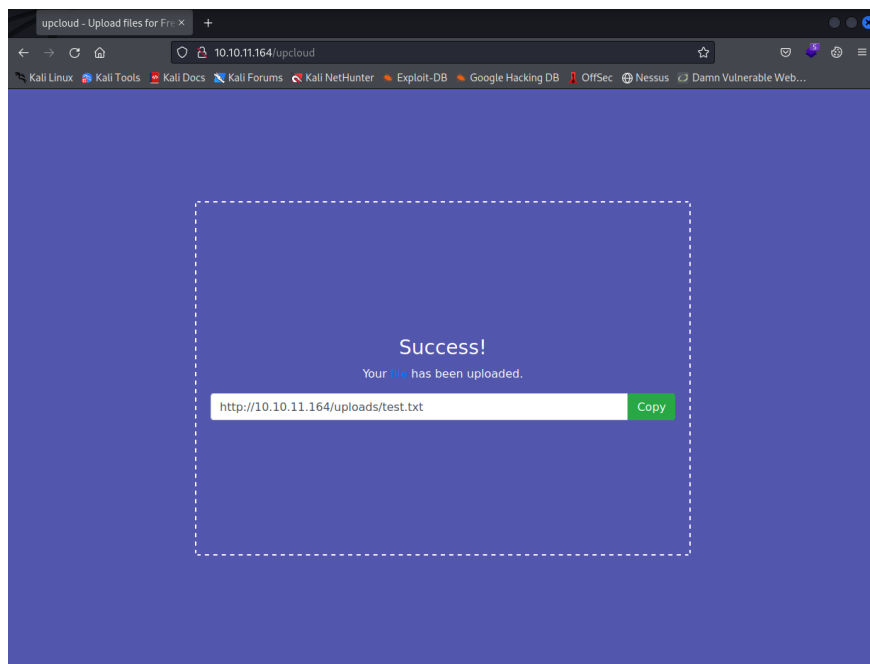 upcloud - Upload files for Fre
10.10.11.164/upcloud
5
Kali Linux Kali Tools Kali Docs Kali Forums Kali NetHunter Exploit-DB Google Hacking DB OffSec Nessus Damn Vulnerable Web...
Success!
Your file has been uploaded.
http://10.10.11.164/uploads/test.txt Copy